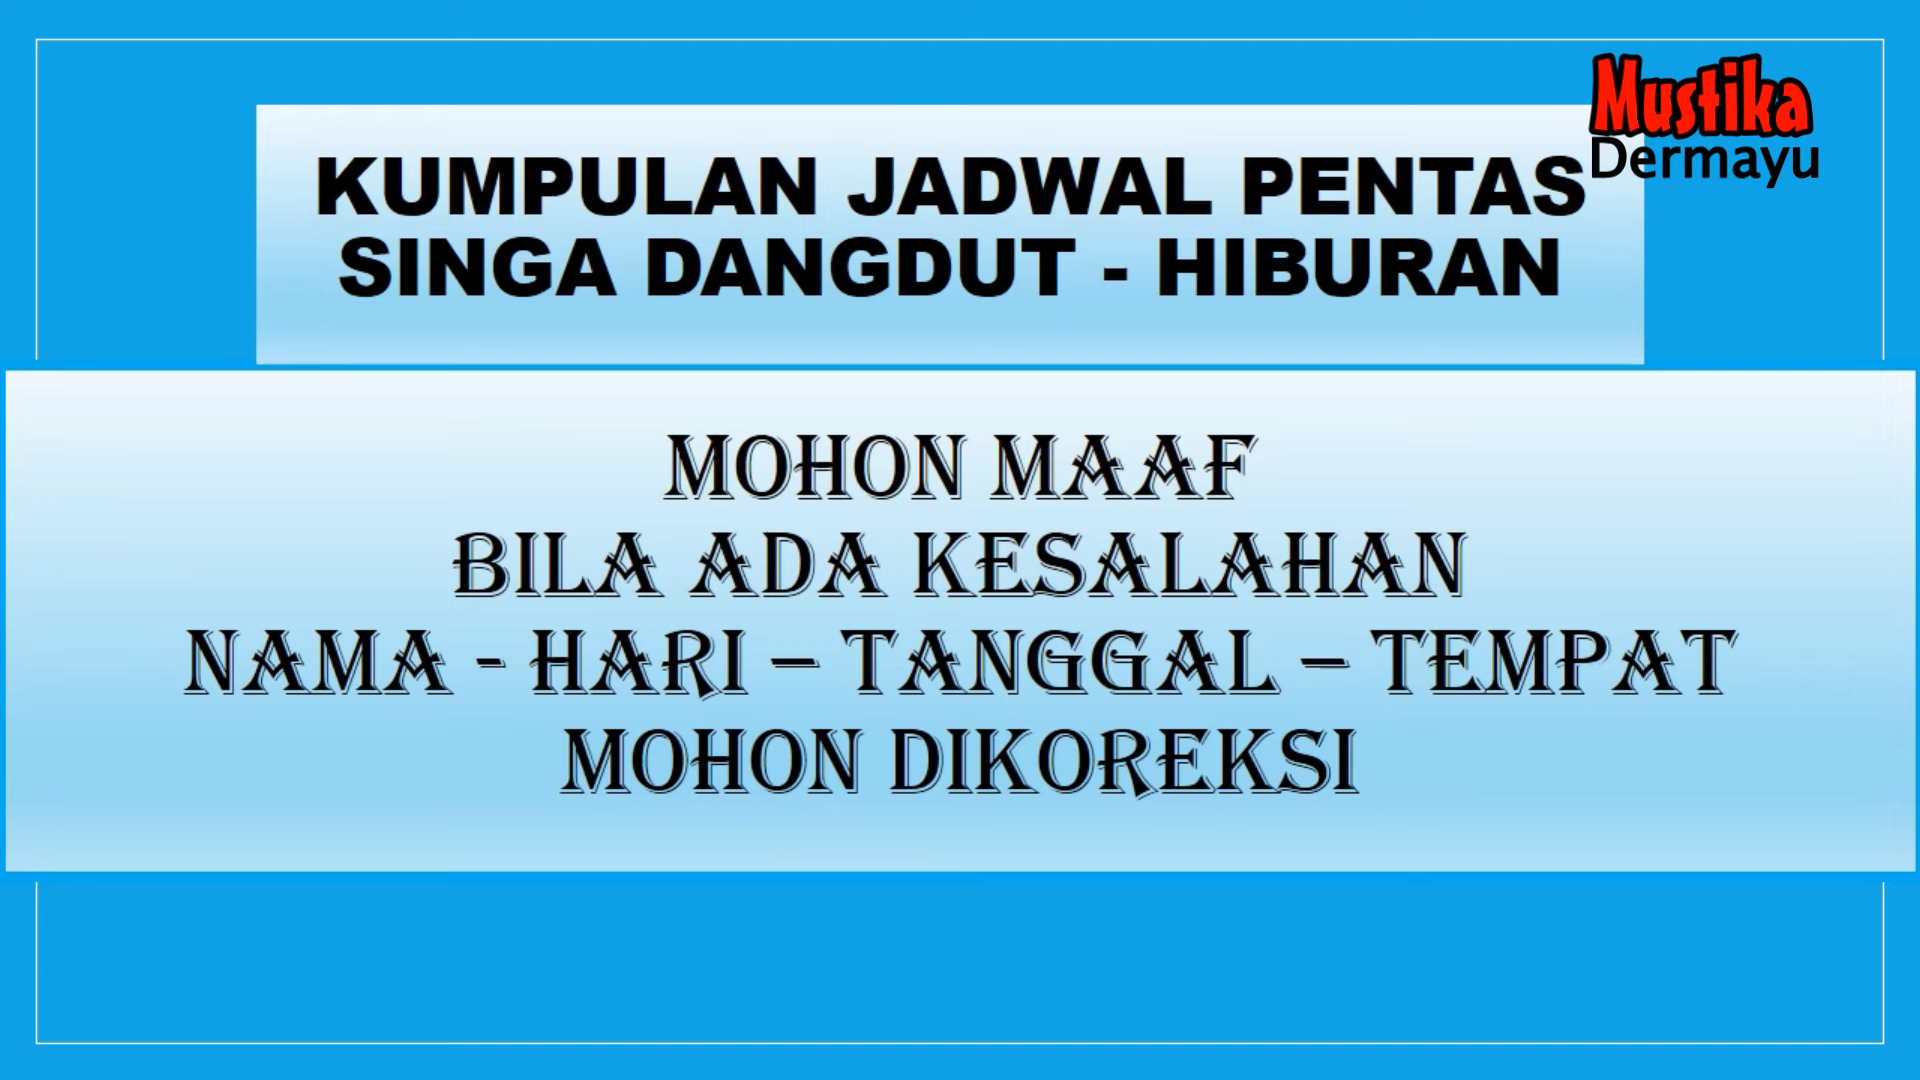 Mustika
Dermayu
KUMPULAN JADWAL PENTAS
SINGA DANGDUT - HIBURAN
MOHON MAAF
BILA ADA KESALAHAN
NAMA - HARI – TANGGAL – TEMPAT
MOHON DIKOREKSI